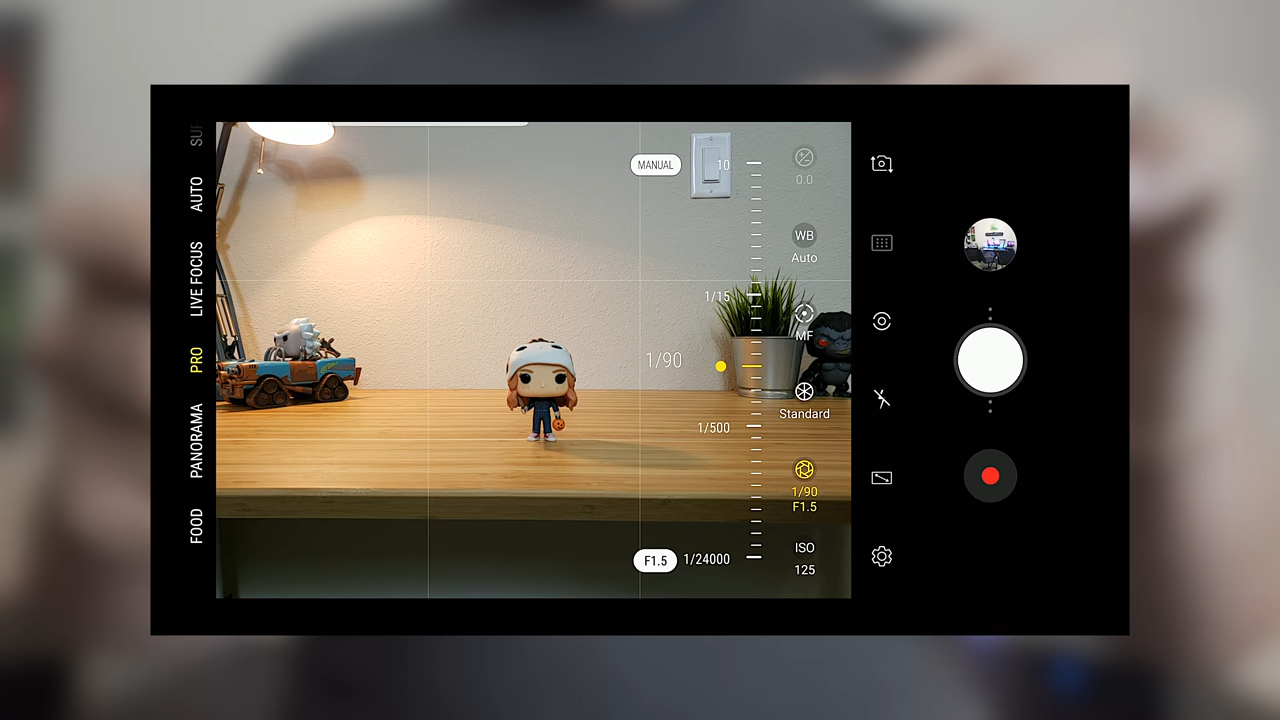 SU
AUTO
LIVE FOCUS
PRO
PANORAMA
FOOD
MANUAL
10
1/15
1/90
1/500
1/24000
F1.5
0.0
WB
Auto
MF
Standard
1/90
F1.5
ISO
125